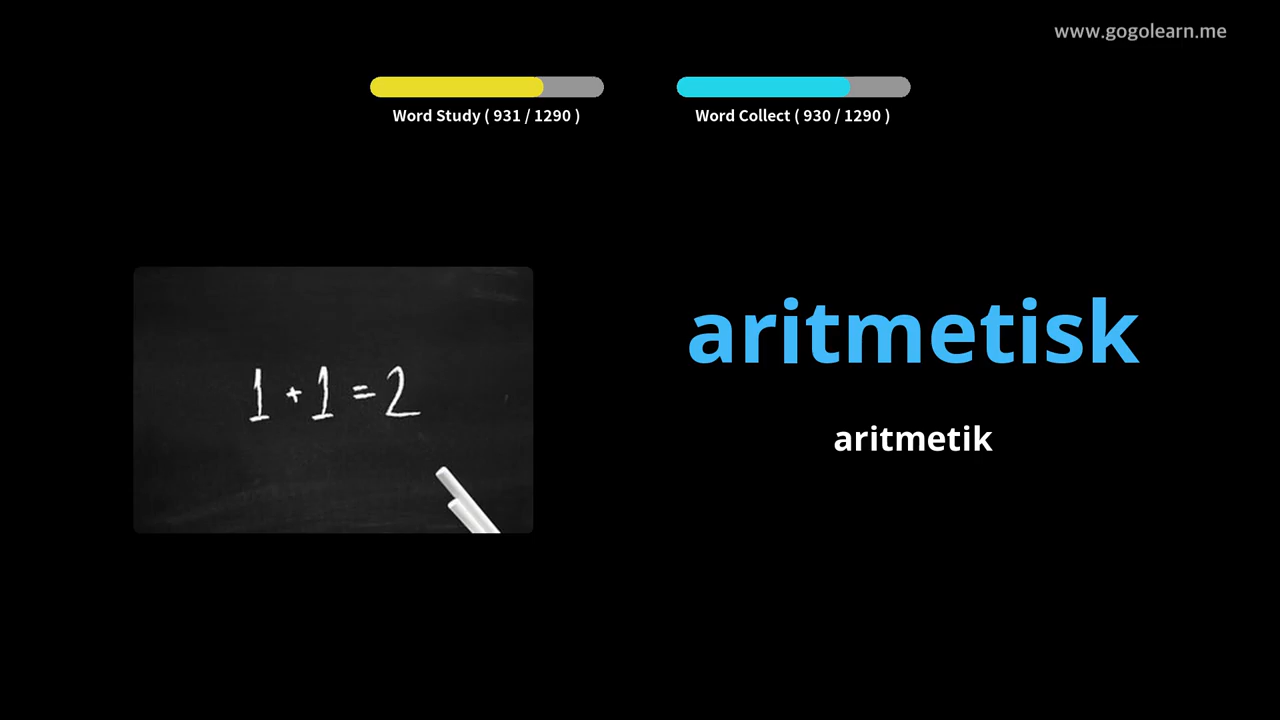 www.gogolearn.me
Word Study ( 931 / 1290 )
Word Collect ( 930 / 1290 )
1 + 1 = 2
aritmetisk
aritmetik